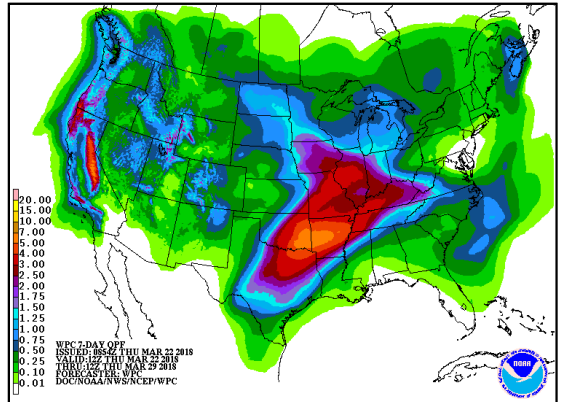 20.00
15.00
10.00
7.00
5.00
4.00
3.00
2.50
2.00
1.75
1.50
1.25
1.00
0.75
0.50
0.25
0.10
0.01
WPC 7-DAY QPF
ISSUED: 0854Z THU MAR 22 2018
VALID:12Z THU MAR 22 2018
THRU:12Z THU MAR 29 2018
FORECASTER: WPC
DOC/NOAA/NWS/NCEP/WPC
NOAA